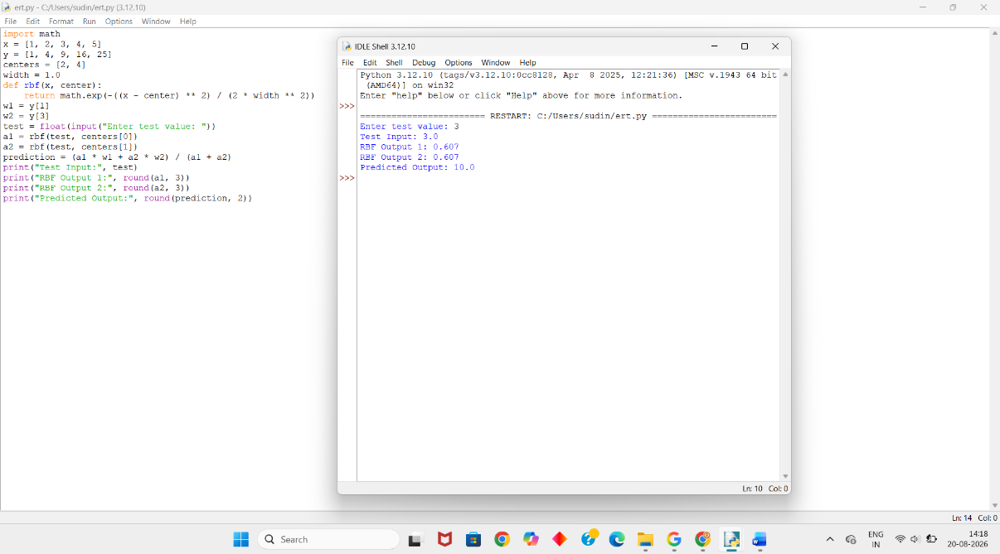 ert.py - C:/Users/sudin/ert.py (3.12.10)
File Edit Format Run Options Window Help
import math
x = [1, 2, 3, 4, 5]
y = [1, 4, 9, 16, 25]
centers = [2, 4]
width = 1.0
def rbf(x, center):
    return math.exp(-((x - center) ** 2) / (2 * width ** 2))
w1 = y[1]
w2 = y[3]
test = float(input("Enter test value: "))
a1 = rbf(test, centers[0])
a2 = rbf(test, centers[1])
prediction = (a1 * w1 + a2 * w2) / (a1 + a2)
print("Test Input:", test)
print("RBF Output 1:", round(a1, 3))
print("RBF Output 2:", round(a2, 3))
print("Predicted Output:", round(prediction, 2))
IDLE Shell 3.12.10
File Edit Shell Debug Options Window Help
Python 3.12.10 (tags/v3.12.10:0cc8128, Apr  8 2025, 12:21:36) [MSC v.1943 64 bit
 (AMD64)] on win32
Enter "help" below or click "Help" above for more information.
>>>
======================== RESTART: C:/Users/sudin/ert.py ========================
Enter test value: 3
Test Input: 3.0
RBF Output 1: 0.607
RBF Output 2: 0.607
Predicted Output: 10.0
>>>
Ln: 10 Col: 0
Ln: 14 Col: 0
Search
ENG
IN
14:18
20-08-2026